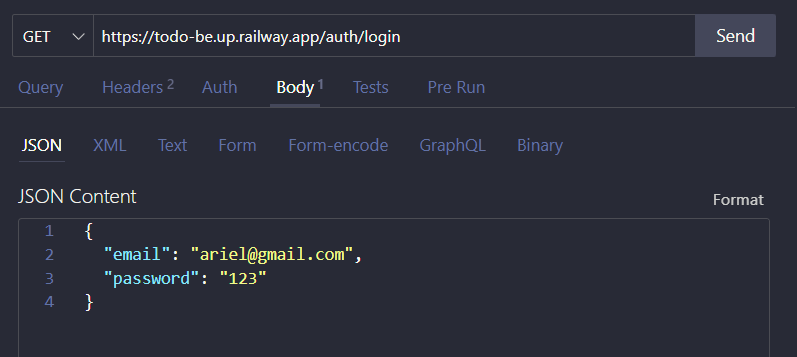 GET https://todo-be.up.railway.app/auth/login Send
Query Headers 2 Auth Body 1 Tests Pre Run
JSON XML Text Form Form-encode GraphQL Binary
JSON Content Format
1 {
2 "email": "ariel@gmail.com",
3 "password": "123"
4 }